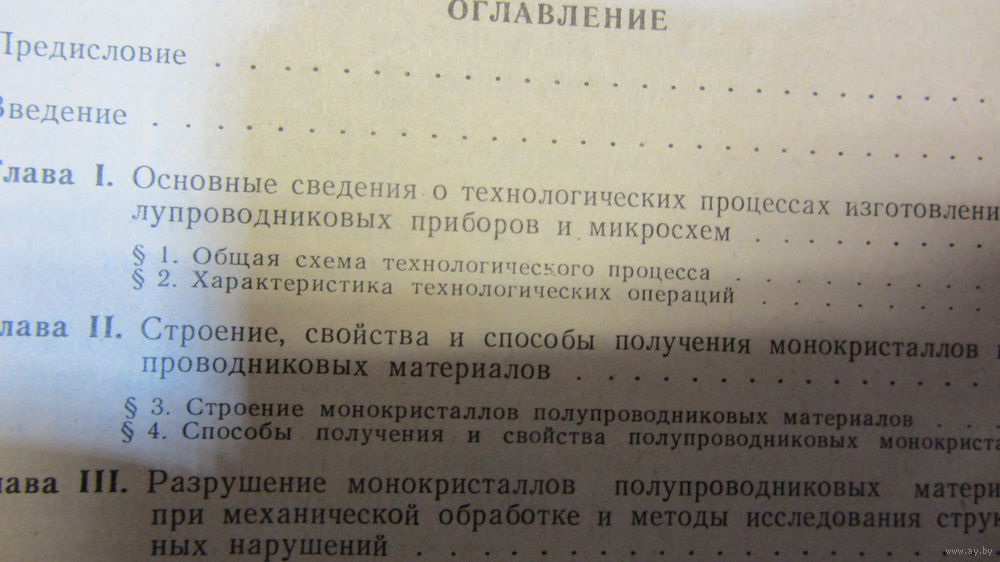 ОГЛАВЛЕНИЕ
Предисловие . . . . . . . . . . . . . . . . . .
Введение . . . . . . . . . . . . . . . . . . . .
Глава I. Основные сведения о технологических процессах изготовлени
лупроводниковых приборов и микросхем . . . . . . . .
§ 1. Общая схема технологического процесса . . . . . . .
§ 2. Характеристика технологических операций . . . . . .
лава II. Строение, свойства и способы получения монокристаллов
проводниковых материалов . . . . . . . . . . . . .
§ 3. Строение монокристаллов полупроводниковых материалов . . .
§ 4. Способы получения и свойства полупроводниковых монокриста
лава III. Разрушение монокристаллов полупроводниковых матери
при механической обработке и методы исследования струк
ных нарушений . . . . . . . . . . . . . . . . .
www.ay.by